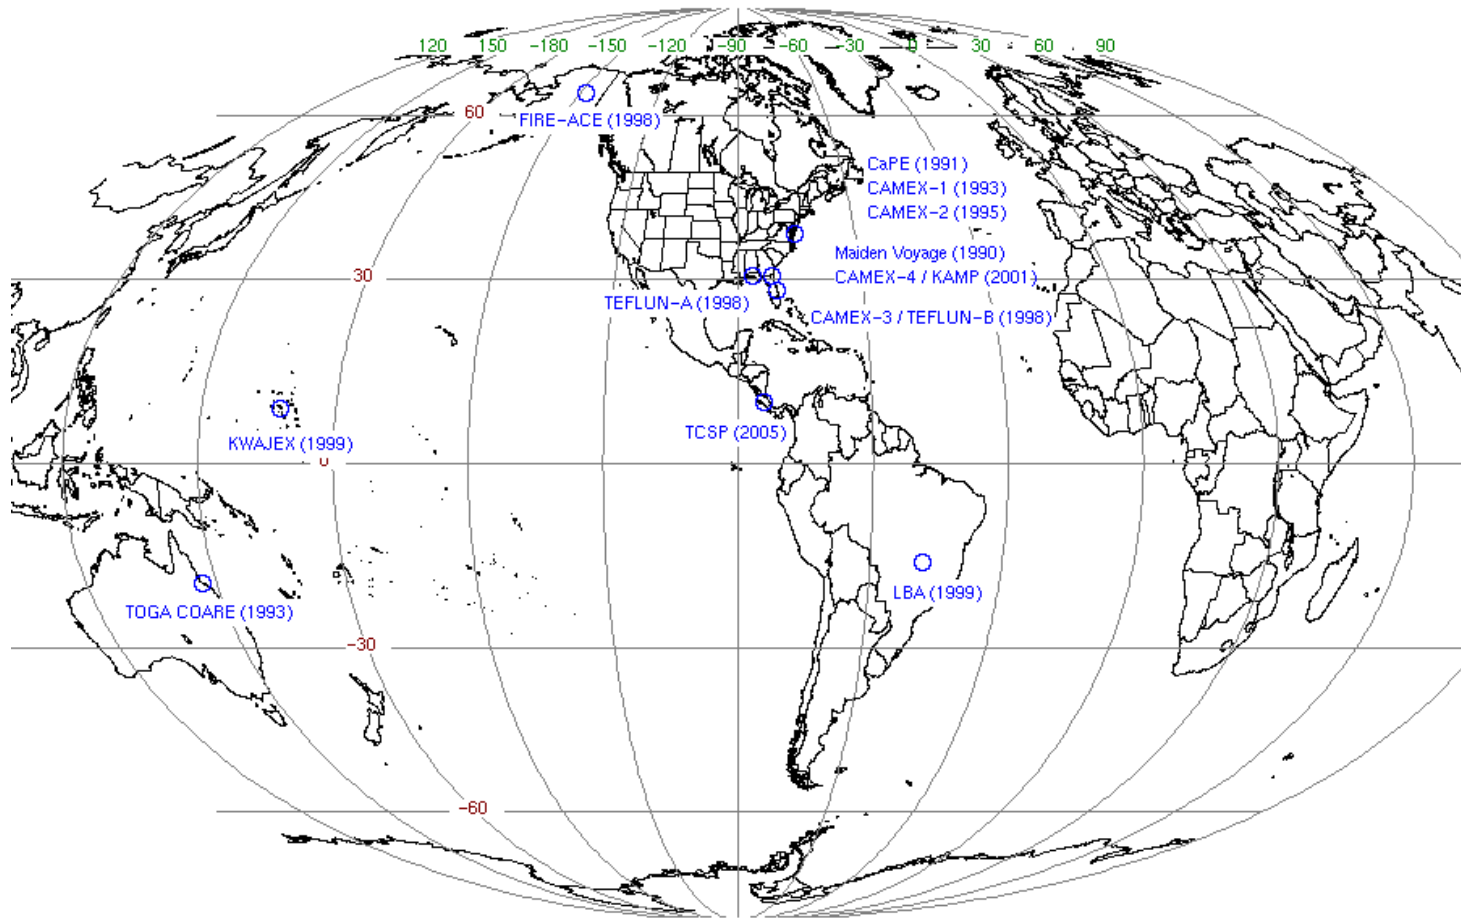 120 150 -180 -150 -120 -90 -60 -30 0 30 60 90
60
FIRE-ACE (1998)
CaPE (1991)
CAMEX-1 (1993)
CAMEX-2 (1995)
Maiden Voyage (1990)
30
CAMEX-4 / KAMP (2001)
TEFLUN-A (1998)
CAMEX-3 / TEFLUN-B (1998)
TCSP (2005)
KWAJEX (1999)
0
LBA (1999)
TOGA COARE (1993)
-30
-60